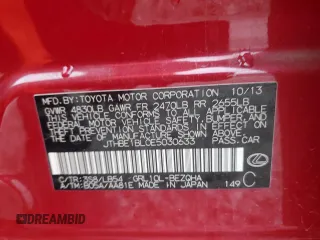 MFD.BY:TOYOTA MOTOR CORPORATION 10/13
GVWR 4830LB GAWR FR 2470LB RR 2655LB
THIS VEHICLE CONFORMS TO ALL APPLICABLE
FEDERAL MOTOR VEHICLE SAFETY, BUMPER, AND
THEFT PREVENTION STANDARDS IN EFFECT ON
THE DATE OF MANUFACTURE SHOWN ABOVE.
JTHBE1BL0E5030633 PASS.CAR
C/TR:358/LB54 GRL10L-BEZQHA
A/TM:B05A/AA81E MADE IN JAPAN 149 C
DREAMBID